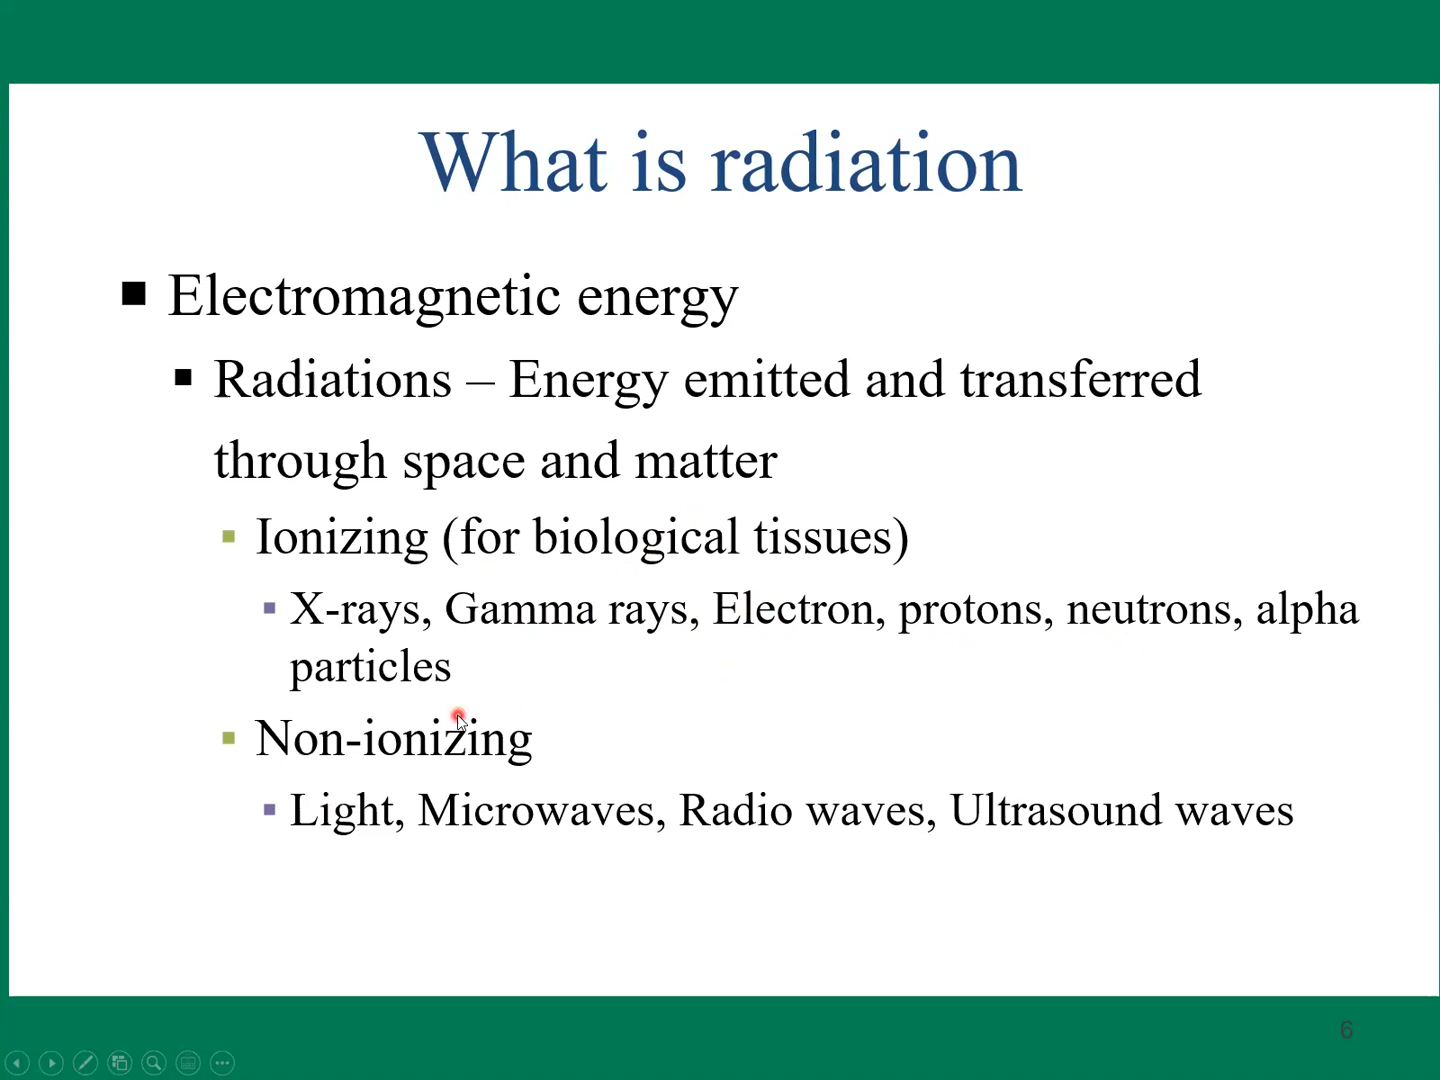 What is radiation
Electromagnetic energy
Radiations – Energy emitted and transferred
through space and matter
Ionizing (for biological tissues)
X-rays, Gamma rays, Electron, protons, neutrons, alpha
particles
Non-ionizing
Light, Microwaves, Radio waves, Ultrasound waves
6